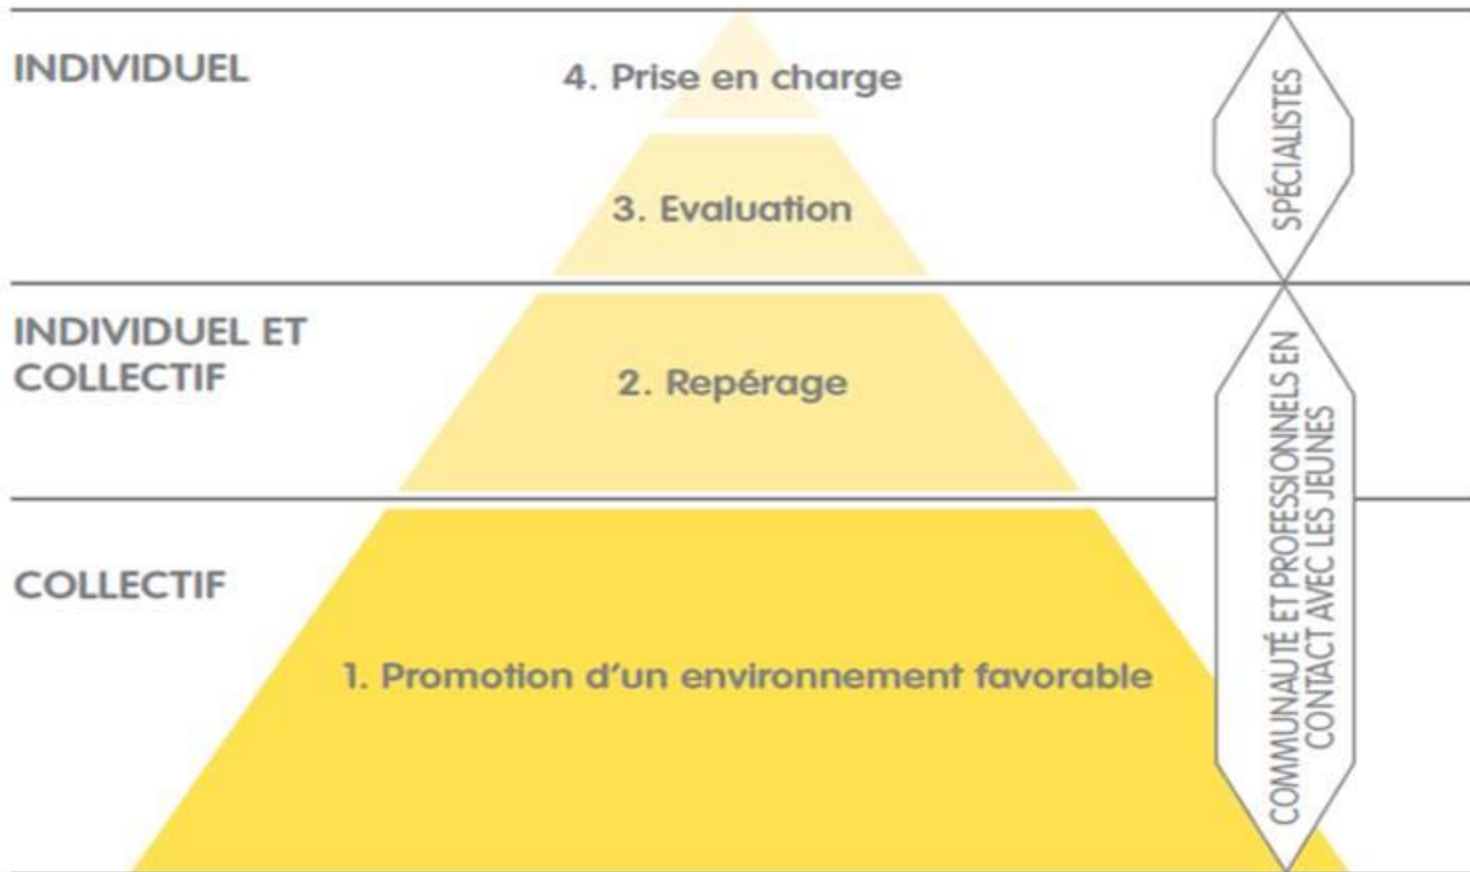 INDIVIDUEL
4. Prise en charge
SPÉCIALISTES
3. Evaluation
INDIVIDUEL ET
COLLECTIF
2. Repérage
COMMUNAUTÉ ET PROFESSIONNELS EN
CONTACT AVEC LES JEUNES
COLLECTIF
1. Promotion d'un environnement favorable